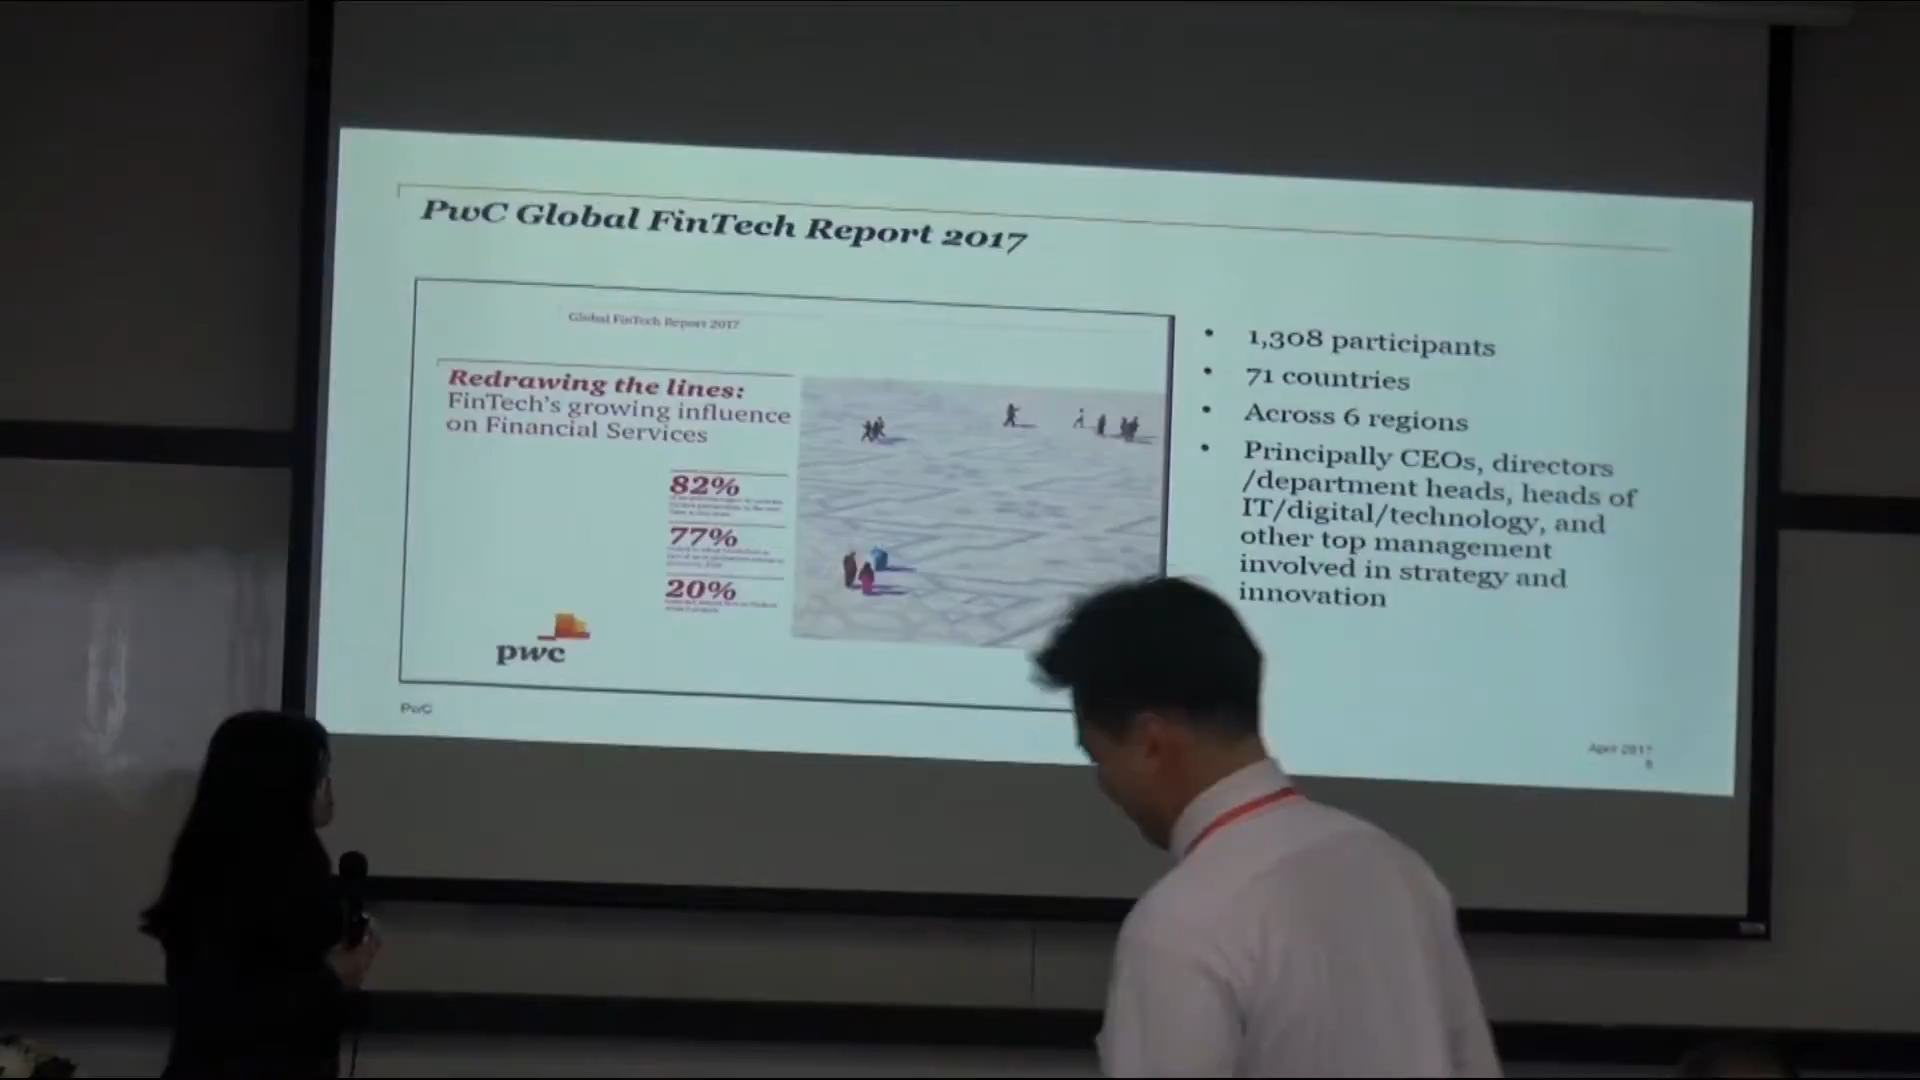 PwC Global FinTech Report 2017
Global FinTech Report 2017
Redrawing the lines:
FinTech's growing influence
on Financial Services
82%
77%
20%
pwc
• 1,308 participants
• 71 countries
• Across 6 regions
• Principally CEOs, directors
/department heads, heads of
IT/digital/technology, and
other top management
involved in strategy and
innovation
PwC
April 2017